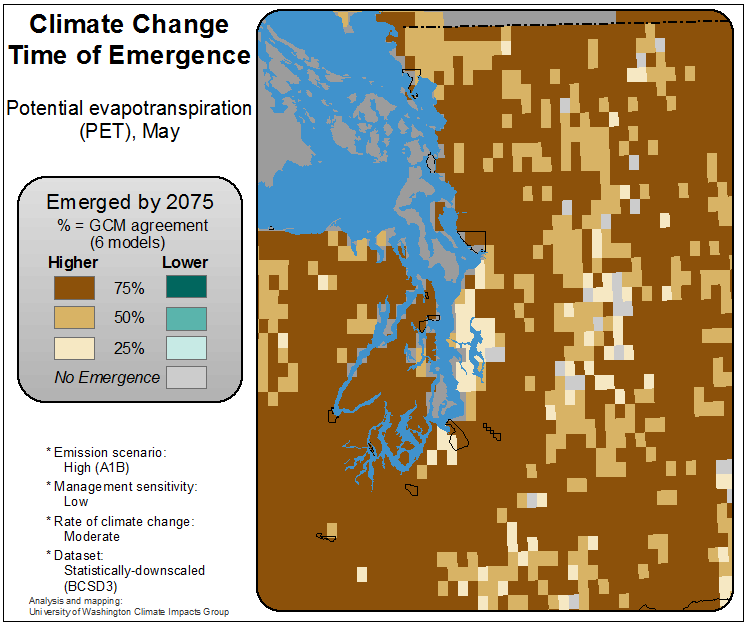 Climate Change
Time of Emergence
Potential evapotranspiration
(PET), May
Emerged by 2075
% = GCM agreement
(6 models)
Higher Lower
75%
50%
25%
No Emergence
* Emission scenario:
High (A1B)
* Management sensitivity:
Low
* Rate of climate change:
Moderate
* Dataset:
Statistically-downscaled
(BCSD3)
Analysis and mapping:
University of Washington Climate Impacts Group